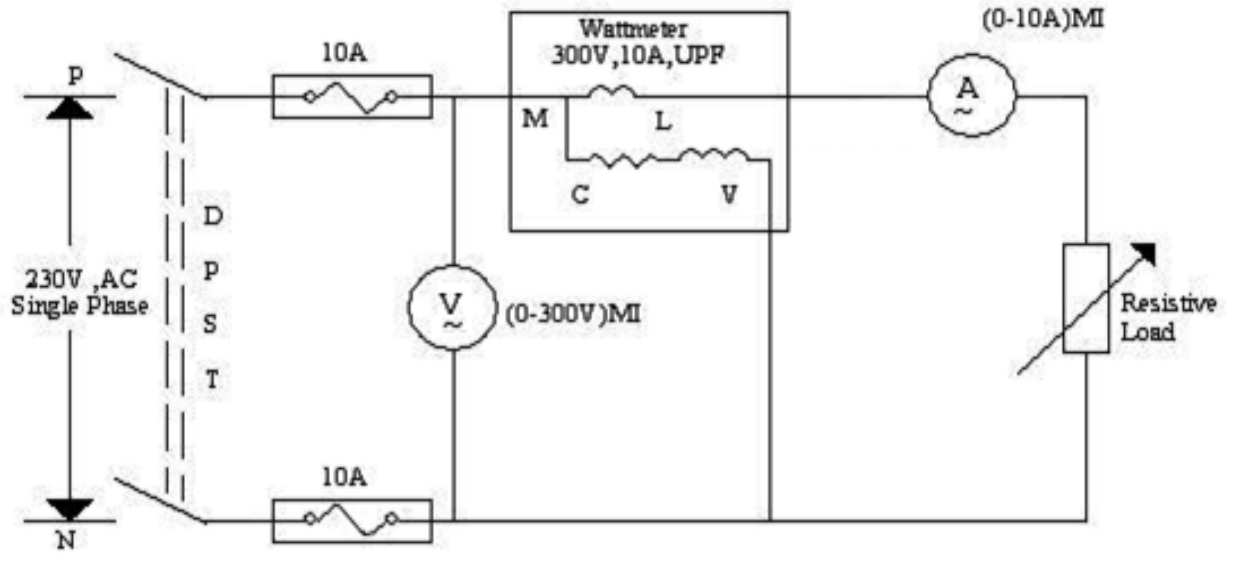 (0-10A)MI
Wattmeter
300V,10A,UPF
10A
P
A
~
M
L
C
V
D
P
S
T
230V ,AC
Single Phase
V
~
(0-300V)MI
Resistive
Load
10A
N